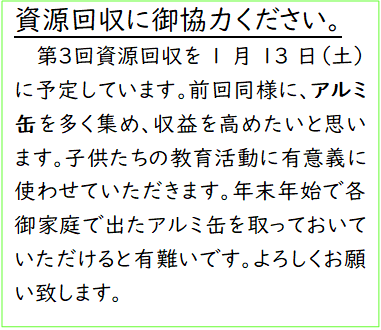 資源回収に御協力ください。
　第3回資源回収を1月13日(土)
に予定しています。前回同様に、アルミ
缶を多く集め、収益を高めたいと思い
ます。子供たちの教育活動に有意義に
使わせていただきます。年末年始で各
御家庭で出たアルミ缶を取っておいて
いただけると有難いです。よろしくお願
い致します。